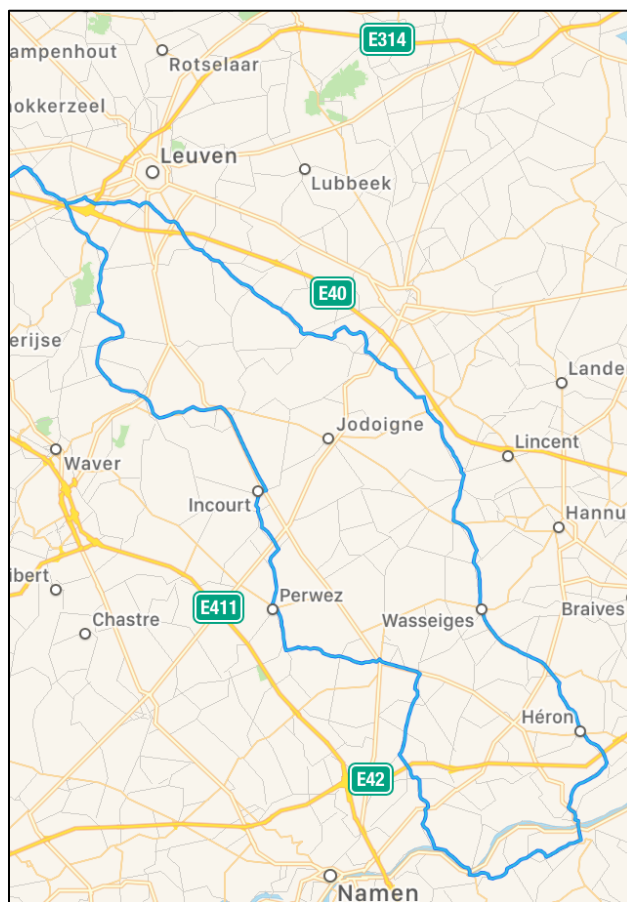 E314
ampenhout
Rotselaar
okkerzeel
Leuven
Lubbeek
E40
erijse
Lande
Jodoigne
Waver
Lincent
Incourt
Hannu
ibert
E411
Perwez
Wasseiges
Braives
Chastre
Héron
E42
Namen